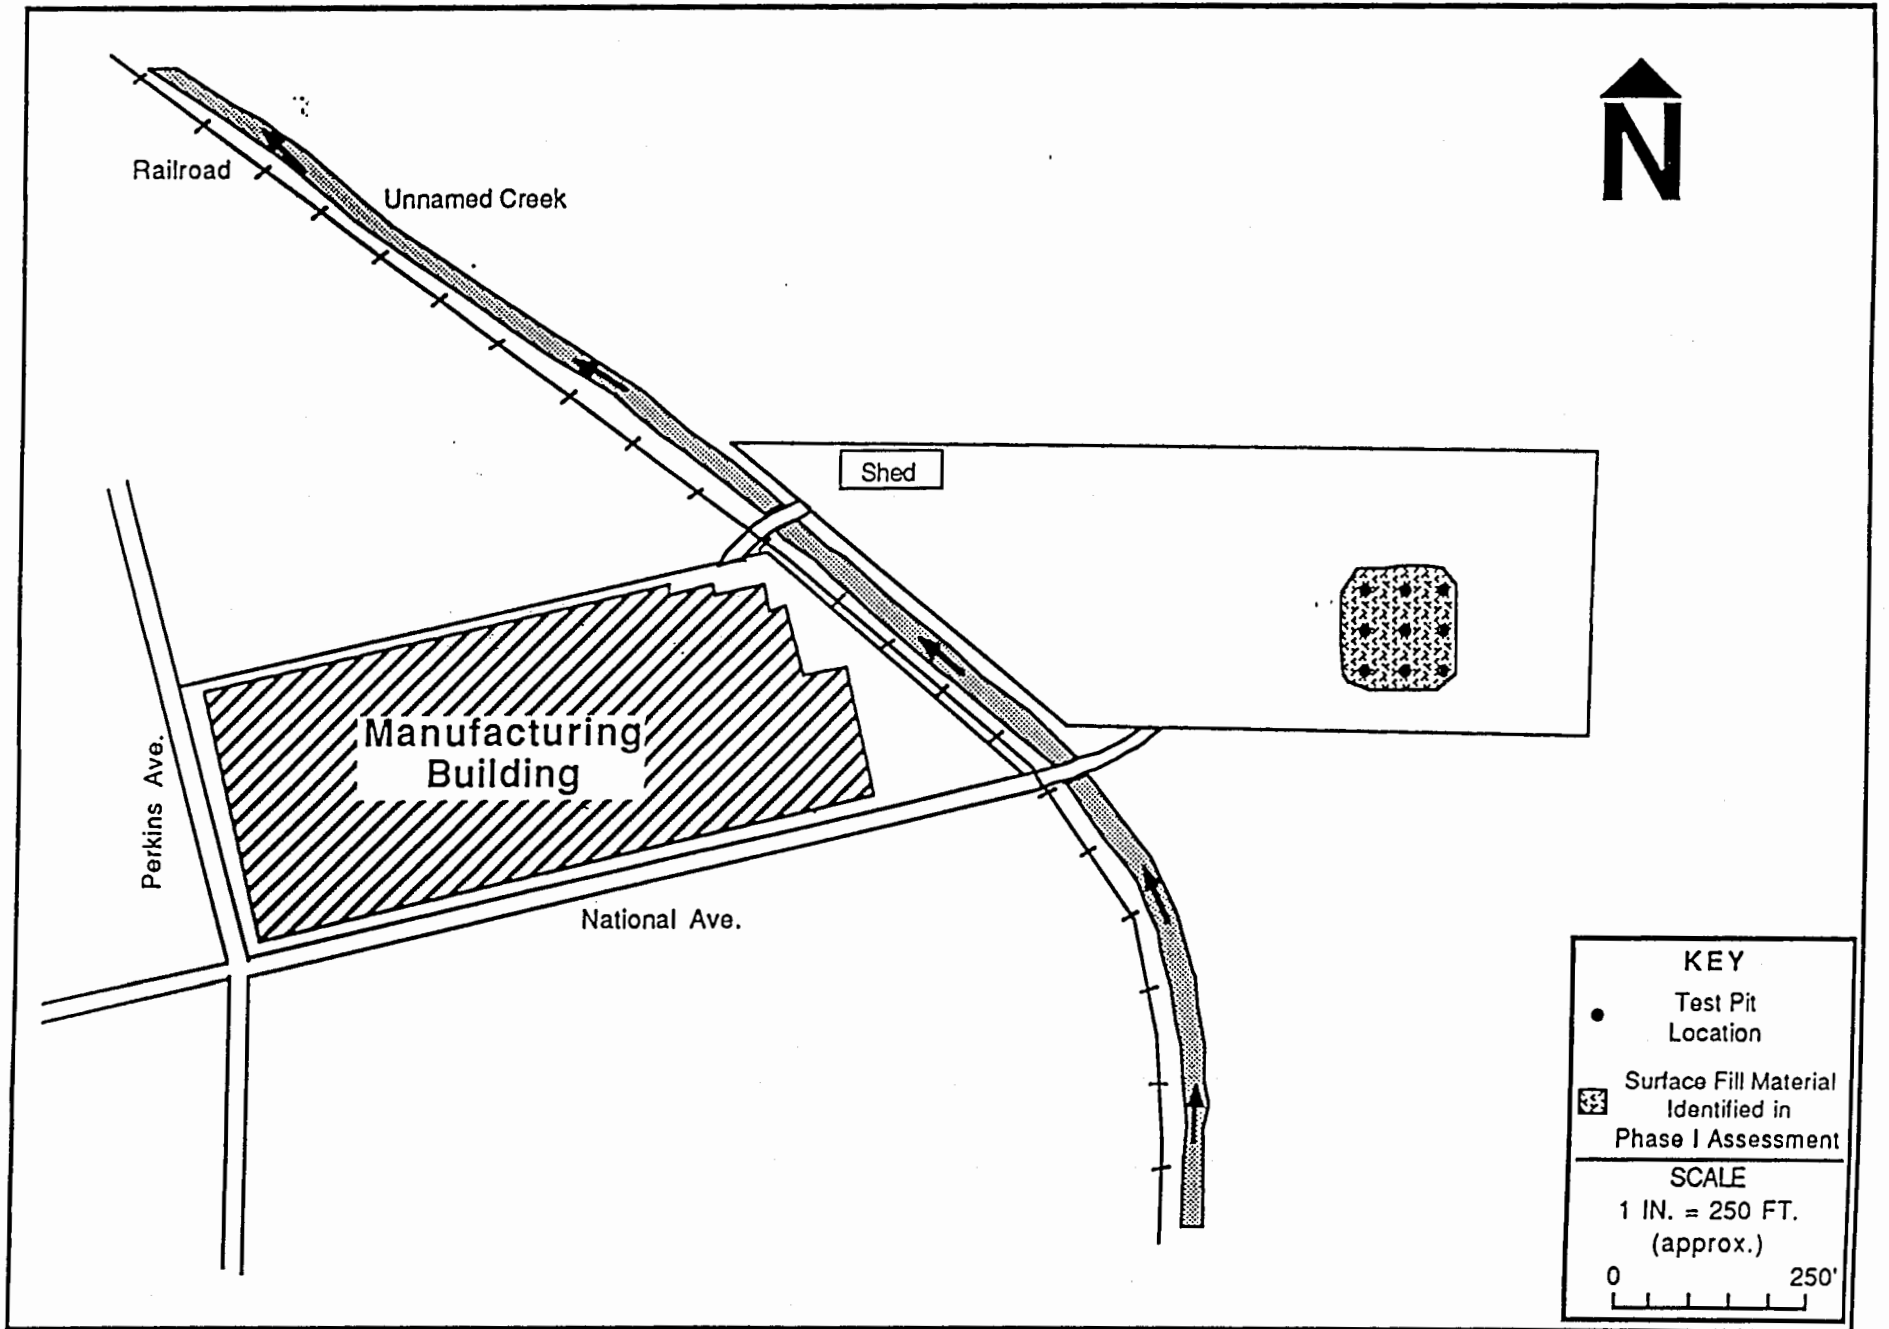 N
Railroad
Unnamed Creek
Shed
Manufacturing
Building
Perkins Ave.
National Ave.
KEY
Test Pit
Location
Surface Fill Material
Identified in
Phase I Assessment
SCALE
1 IN. = 250 FT.
(approx.)
0 250'